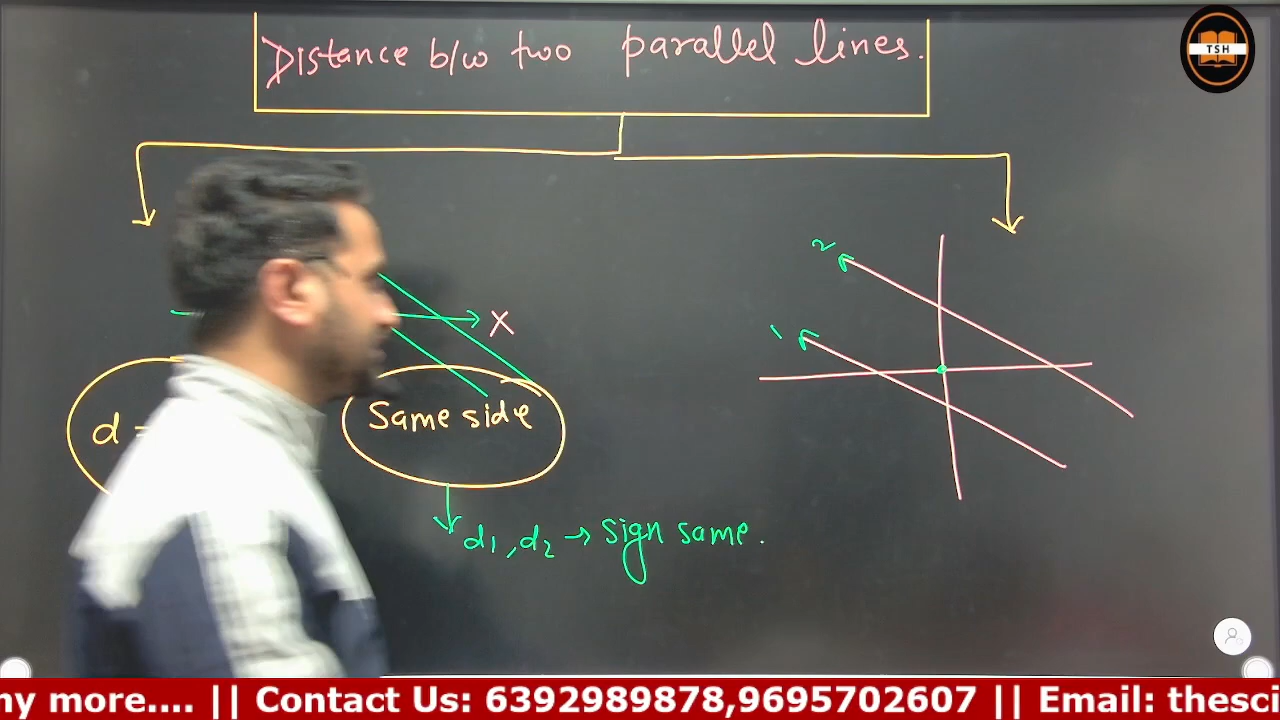 Distance b/w two parallel lines.
TSH
2
1
X
d =
Same side
d1, d2 → Sign same.
ny more.... || Contact Us: 6392989878,9695702607 || Email: thesci